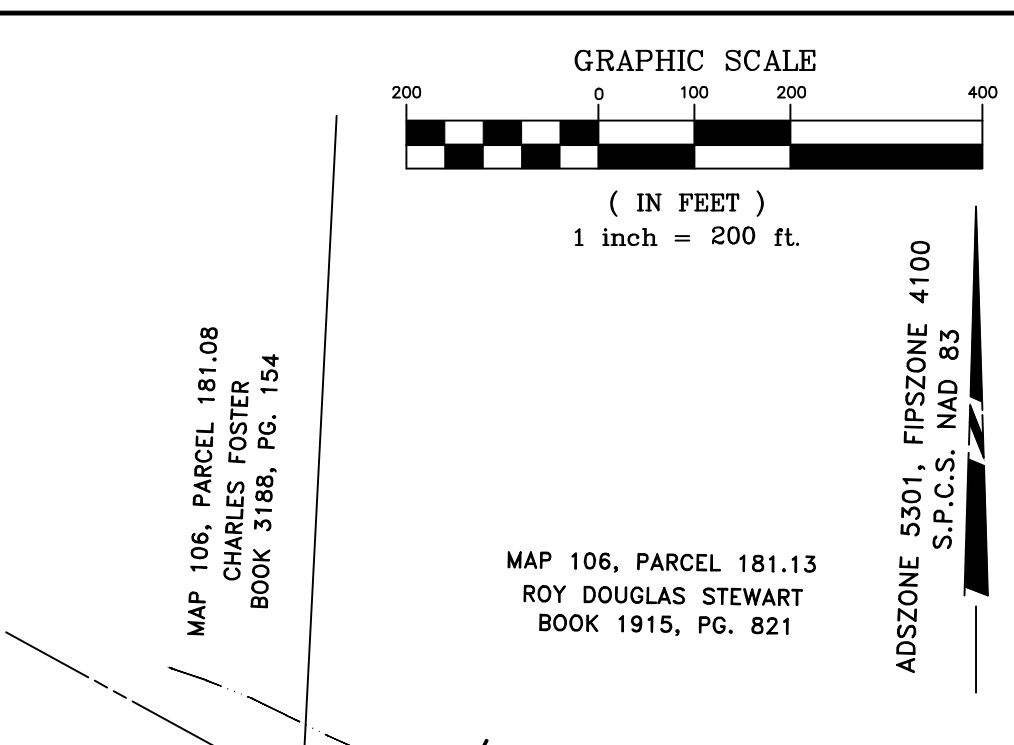 GRAPHIC SCALE
200 0 100 200 400
( IN FEET )
1 inch = 200 ft.
MAP 106, PARCEL 181.08
CHARLES FOSTER
BOOK 3188, PG. 154
MAP 106, PARCEL 181.13
ROY DOUGLAS STEWART
BOOK 1915, PG. 821
ADSZONE 5301, FIPSZONE 4100
S.P.C.S. NAD 83
N